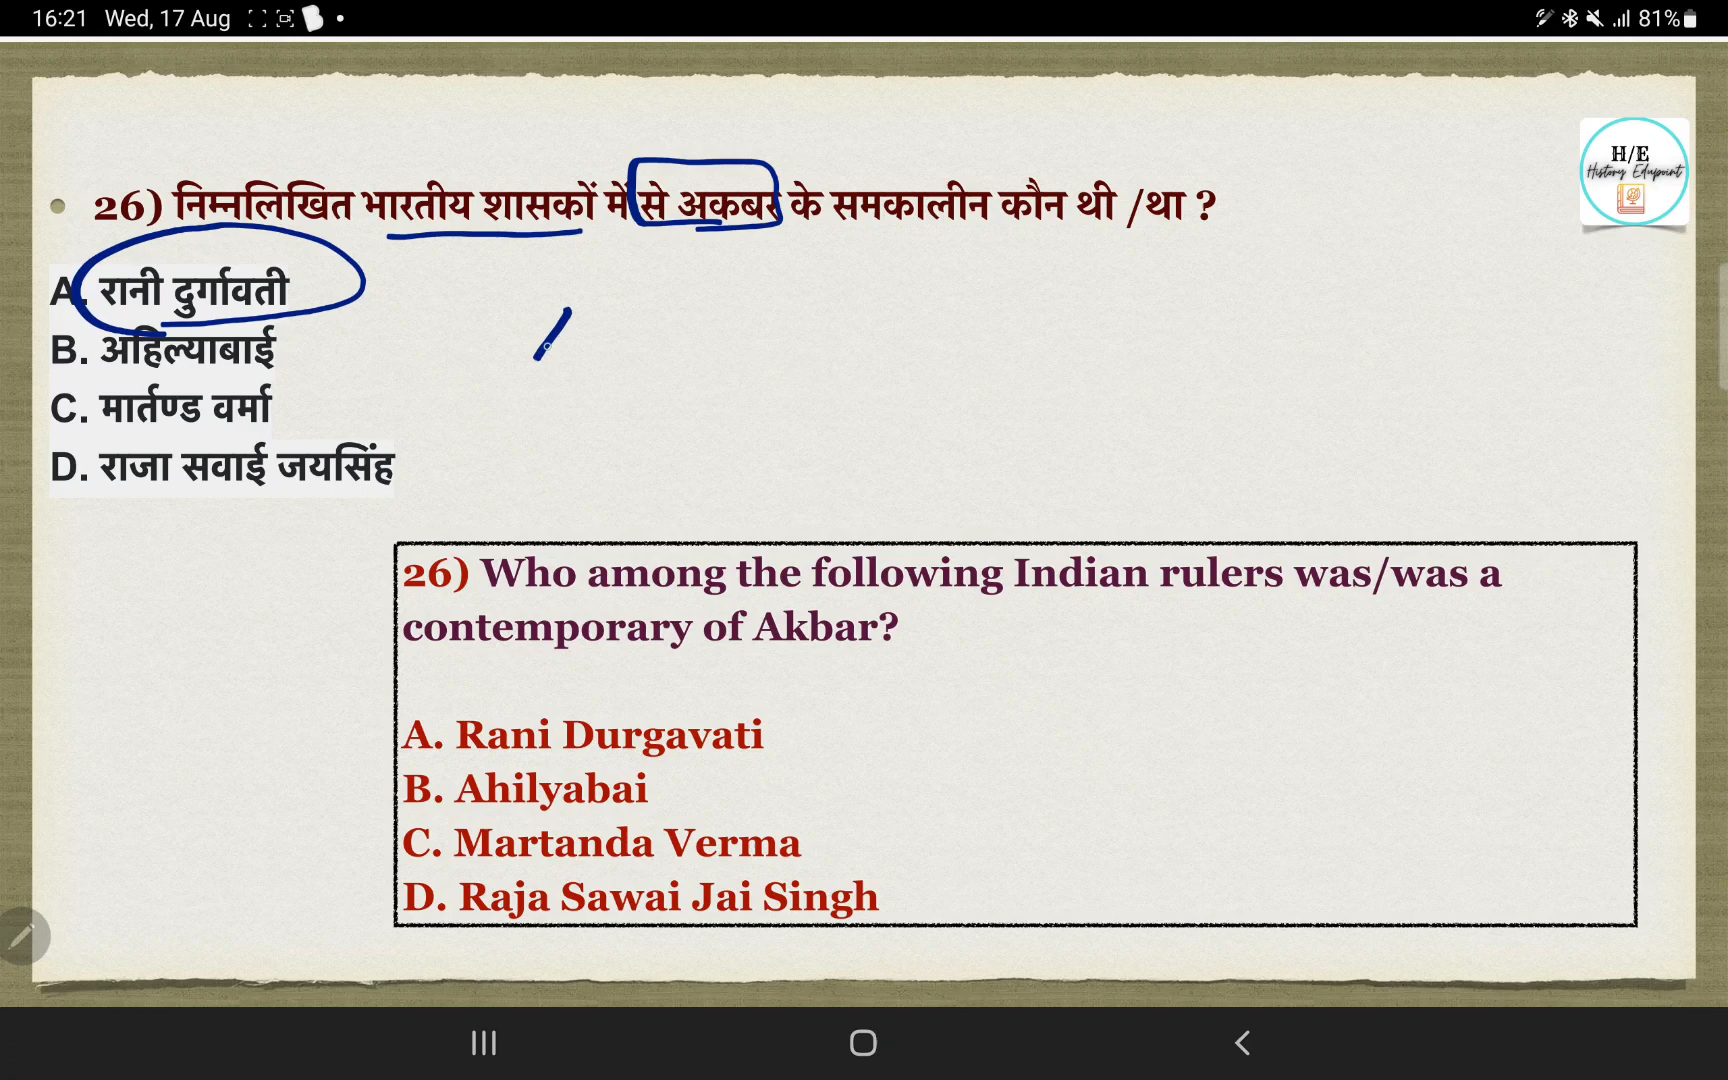 16:21 Wed, 17 Aug
81%
H/E
History Edupoint
26) निम्नलिखित भारतीय शासकों में से अकबर के समकालीन कौन थी /था ?
A. रानी दुर्गावती
B. अहिल्याबाई
C. मार्तण्ड वर्मा
D. राजा सवाई जयसिंह
26) Who among the following Indian rulers was/was a
contemporary of Akbar?
A. Rani Durgavati
B. Ahilyabai
C. Martanda Verma
D. Raja Sawai Jai Singh